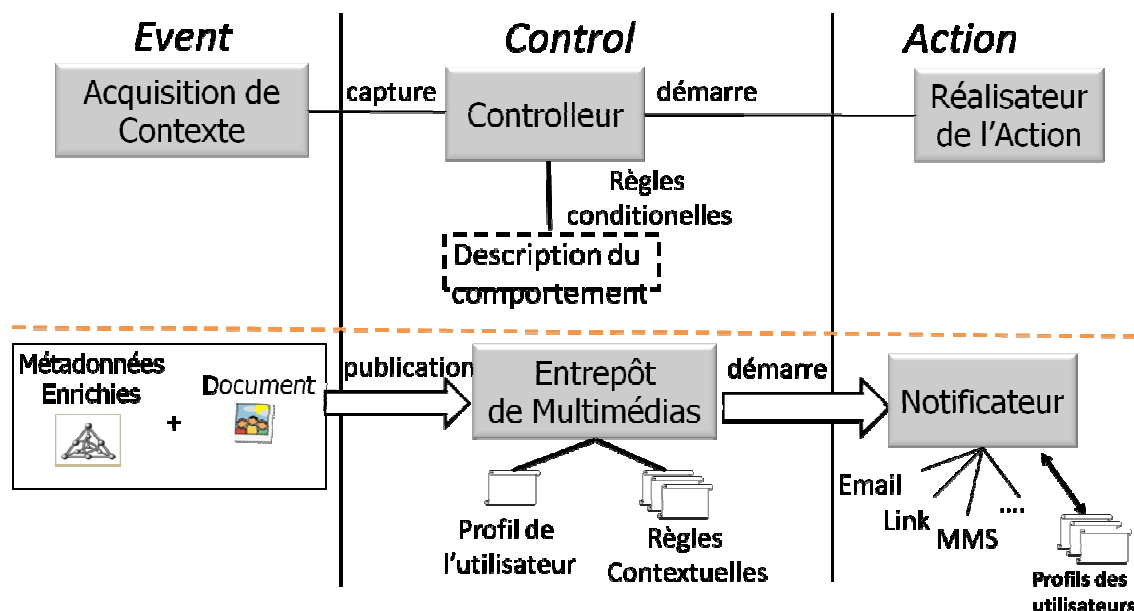 Event
Control
Action
Acquisition de
Contexte
capture
Controlleur
démarre
Réalisateur
de l'Action
Règles
conditionelles
Description du
comportement
Métadonnées
Enrichies
+
Document
publication
Entrepôt
de Multimédias
démarre
Notificateur
Profil de
l'utilisateur
Règles
Contextuelles
Email
Link
MMS
....
Profils des
utilisateurs